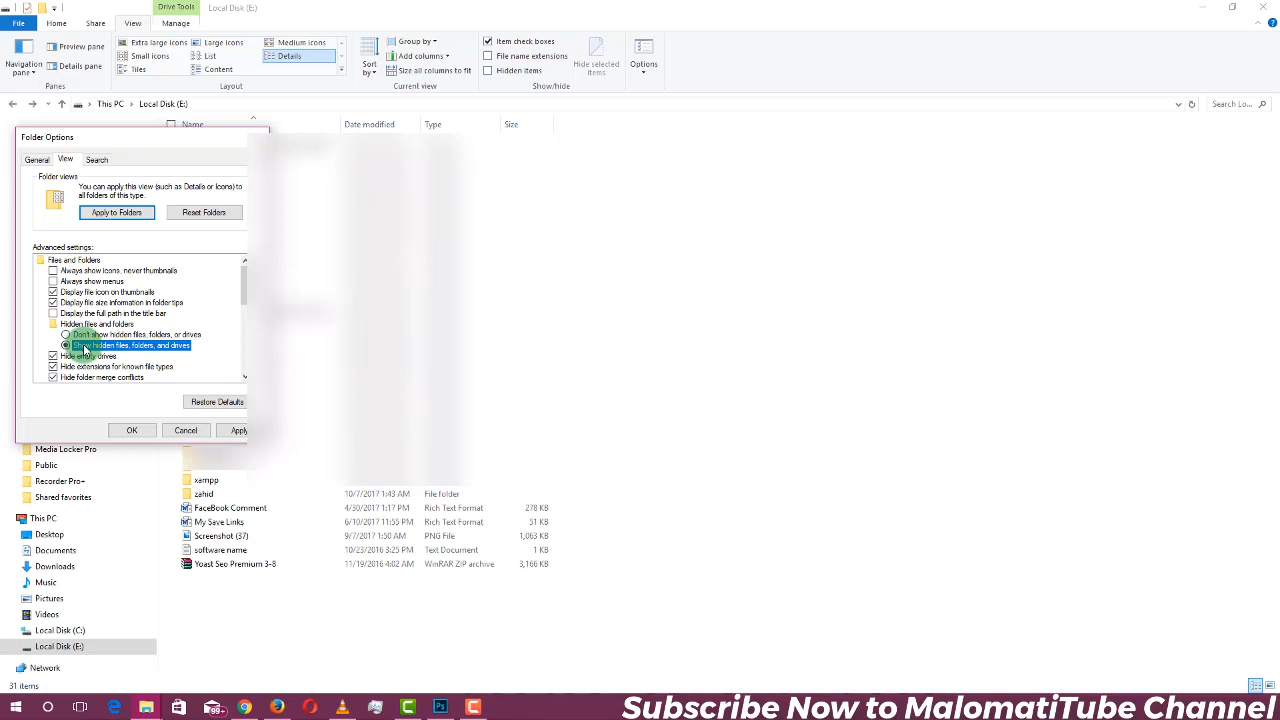 Drive Tools
Local Disk (E:)
File
Home
Share
View
Manage
Navigation pane
Preview pane
Details pane
Panes
Extra large icons
Large icons
Medium icons
Small icons
List
Details
Tiles
Content
Layout
Sort by
Group by
Add columns
Size all columns to fit
Current view
Item check boxes
File name extensions
Hidden items
Hide selected items
Show/hide
Options
This PC
Local Disk (E:)
Search Lo...
Name
Date modified
Type
Size
Folder Options
General
View
Search
Folder views
You can apply this view (such as Details or Icons) to
all folders of this type.
Apply to Folders
Reset Folders
Advanced settings:
Files and Folders
Always show icons, never thumbnails
Always show menus
Display file icon on thumbnails
Display file size information in folder tips
Display the full path in the title bar
Hidden files and folders
Don't show hidden files, folders, or drives
Show hidden files, folders, and drives
Hide empty drives
Hide extensions for known file types
Hide folder merge conflicts
Restore Defaults
OK
Cancel
Apply
Media Locker Pro
Public
Recorder Pro+
Shared favorites
This PC
Desktop
Documents
Downloads
Music
Pictures
Videos
Local Disk (C:)
Local Disk (E:)
Network
xampp
zahid 10/7/2017 1:43 AM File folder
FaceBook Comment 4/30/2017 1:17 PM Rich Text Format 278 KB
My Save Links 6/10/2017 11:55 PM Rich Text Format 51 KB
Screenshot (37) 9/7/2017 1:50 AM PNG File 1,063 KB
software name 10/23/2016 3:25 PM Text Document 1 KB
Yoast Seo Premium 3-8 11/19/2016 4:02 AM WinRAR ZIP archive 3,166 KB
31 items
99+
Subscribe Now to MalomatiTube Channel